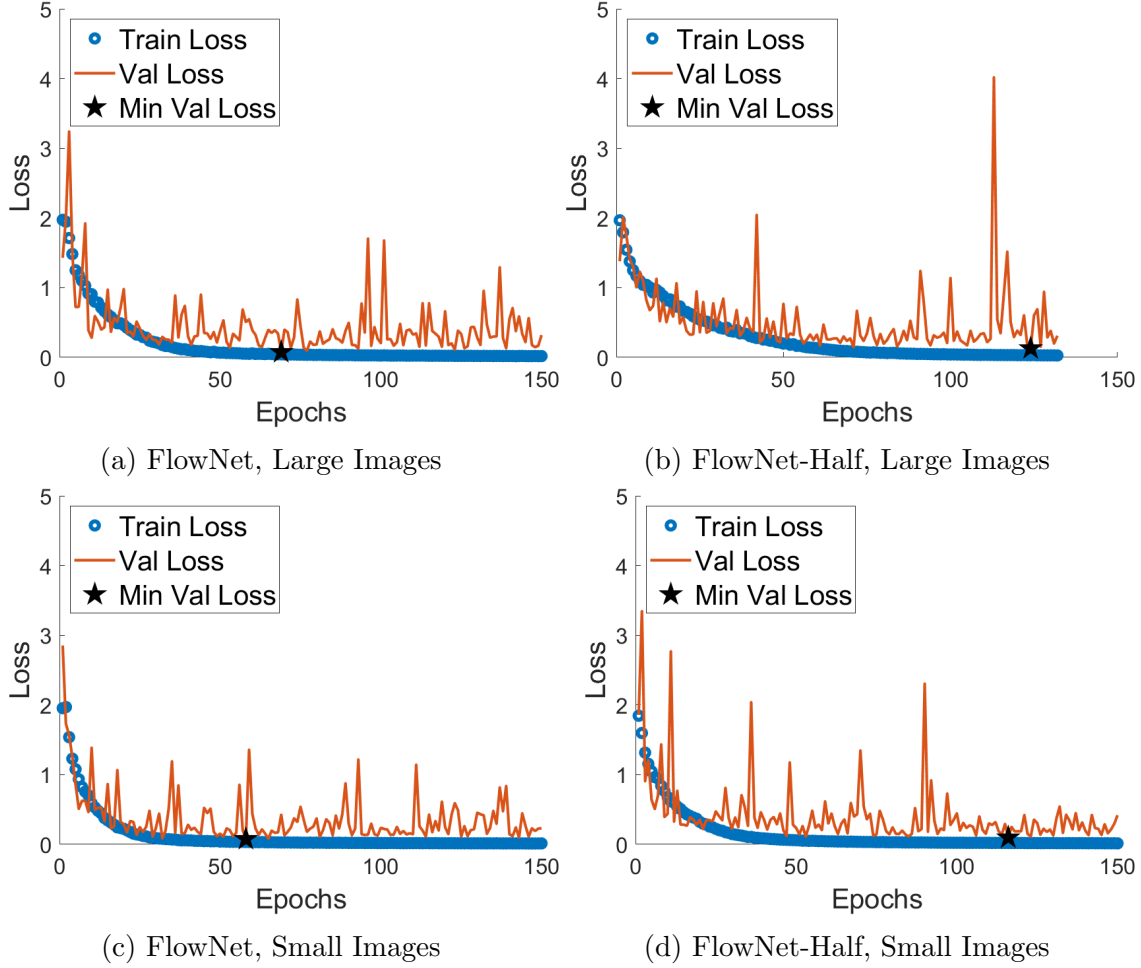 5
4
3
2
1
0
Loss
Train Loss
Val Loss
Min Val Loss
0
50
100
150
Epochs
(a) FlowNet, Large Images
5
4
3
2
1
0
Loss
Train Loss
Val Loss
Min Val Loss
0
50
100
150
Epochs
(b) FlowNet-Half, Large Images
5
4
3
2
1
0
Loss
Train Loss
Val Loss
Min Val Loss
0
50
100
150
Epochs
(c) FlowNet, Small Images
5
4
3
2
1
0
Loss
Train Loss
Val Loss
Min Val Loss
0
50
100
150
Epochs
(d) FlowNet-Half, Small Images